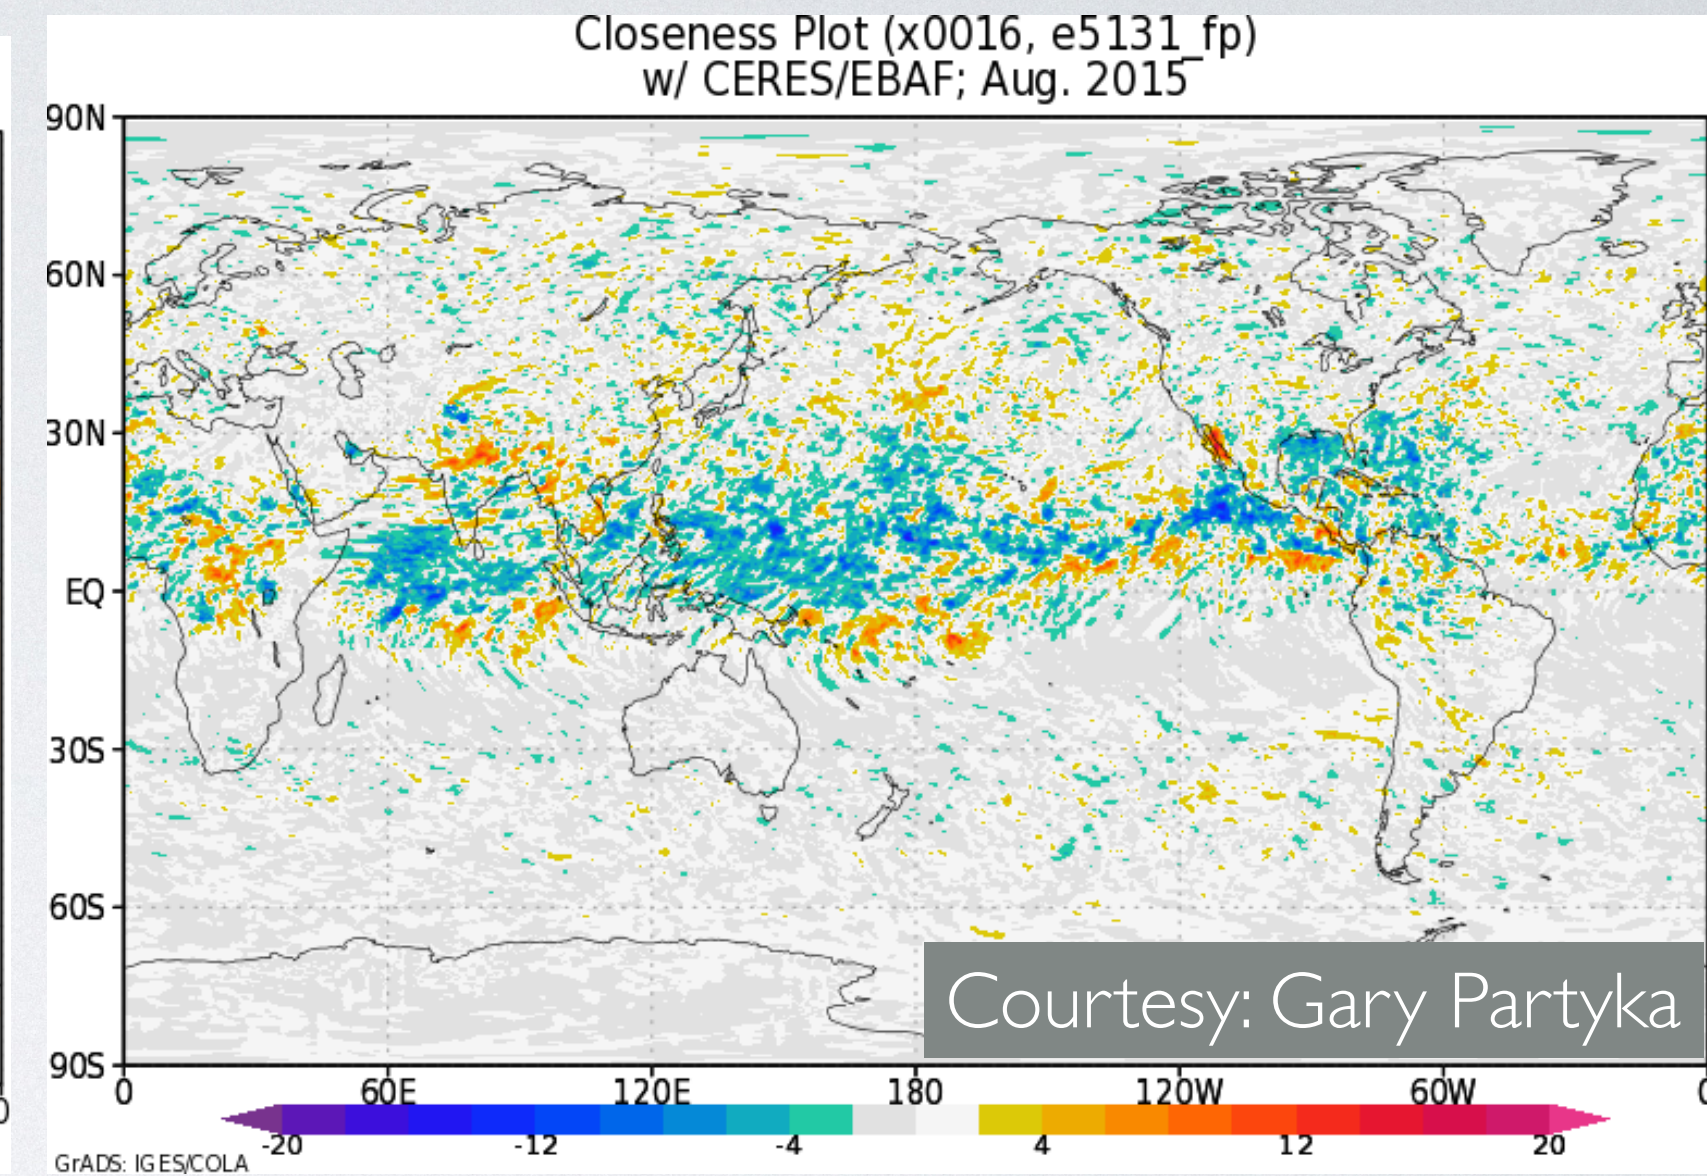 Closeness Plot (x0016, e5131_fp)
w/ CERES/EBAF; Aug. 2015
90N
60N
30N
EQ
30S
60S
90S
Courtesy: Gary Partyka
0 60E 120E 180 120W 60W 0
-20 -12 -4 4 12 20
GrADS: IGES/COLA